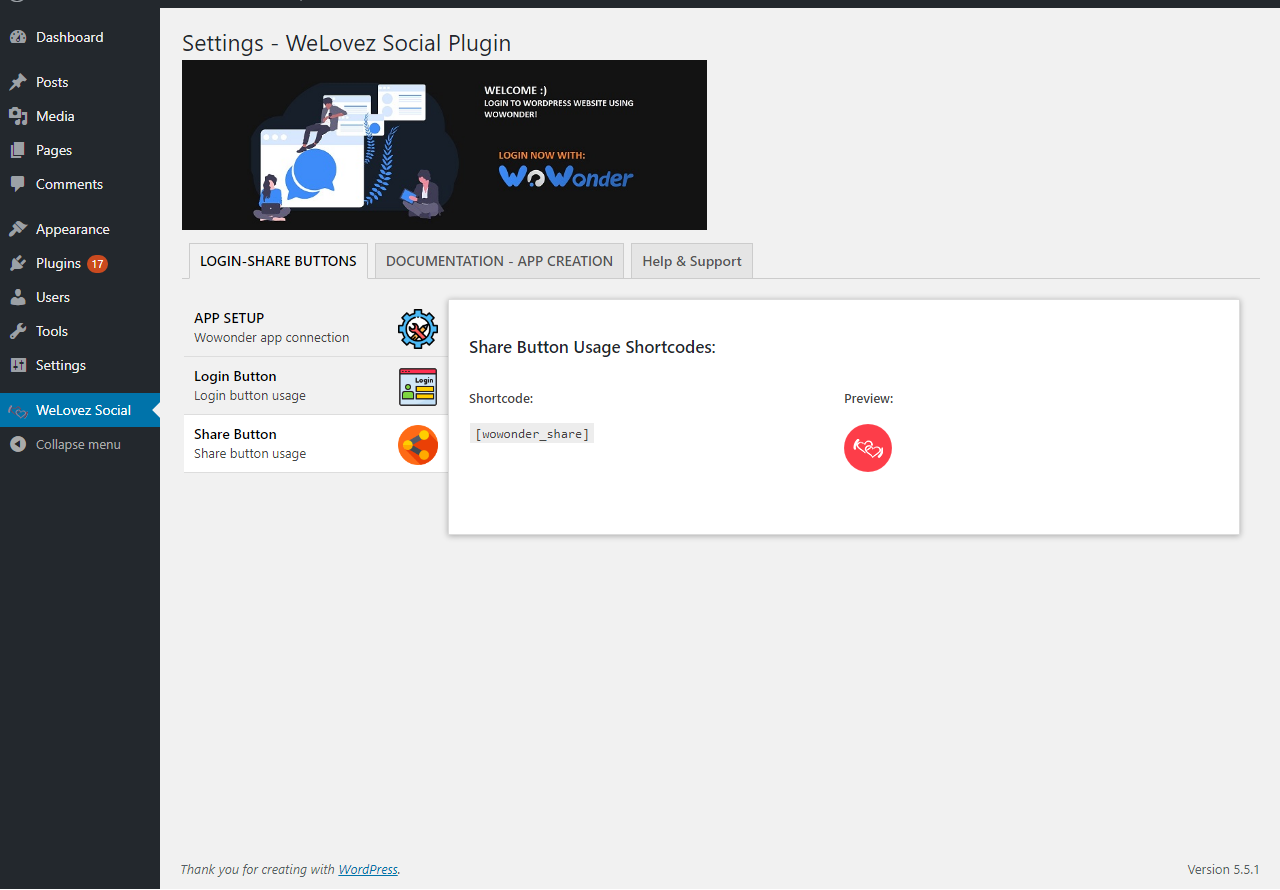 Dashboard
Posts
Media
Pages
Comments
Appearance
Plugins 17
Users
Tools
Settings
WeLovez Social
Collapse menu
Settings - WeLovez Social Plugin
WELCOME :)
LOGIN TO WORDPRESS WEBSITE USING
WOWONDER!
LOGIN NOW WITH:
WoWonder
LOGIN-SHARE BUTTONS
DOCUMENTATION - APP CREATION
Help & Support
APP SETUP
Wowonder app connection
Login Button
Login button usage
Login
Share Button
Share button usage
Share Button Usage Shortcodes:
Shortcode:
[wowonder_share]
Preview:
Thank you for creating with WordPress.
Version 5.5.1